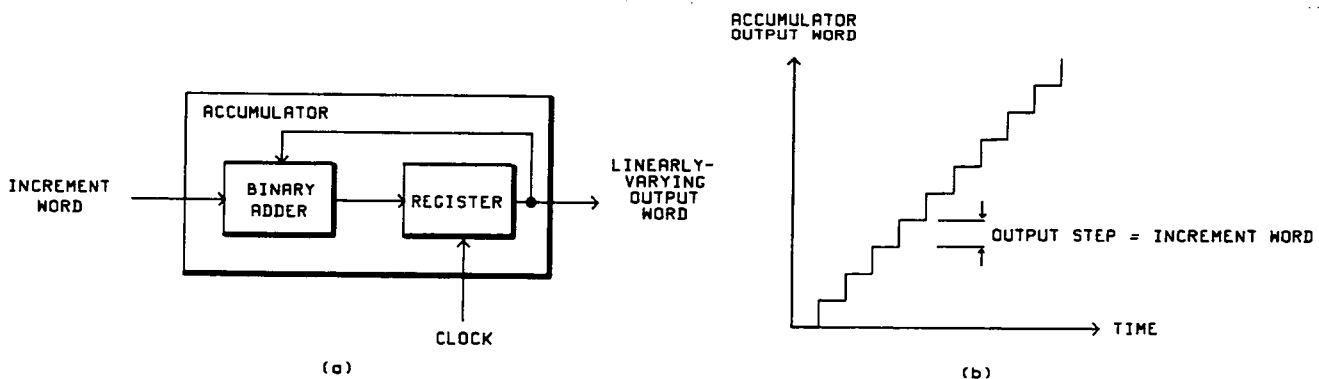 ACCUMULATOR
INCREMENT
WORD
BINARY
ADDER
REGISTER
LINEARLY-
VARYING
OUTPUT
WORD
CLOCK
(a)
ACCUMULATOR
OUTPUT WORD
OUTPUT STEP = INCREMENT WORD
TIME
(b)